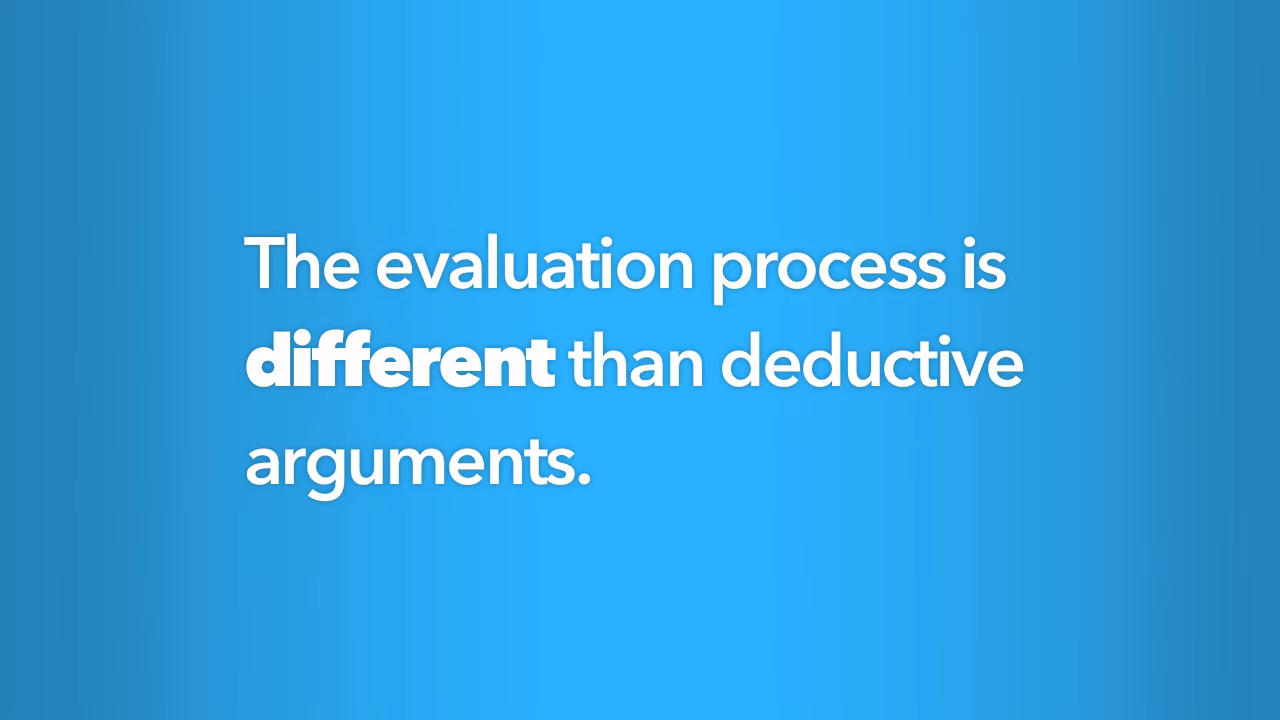 The evaluation process is
different than deductive
arguments.